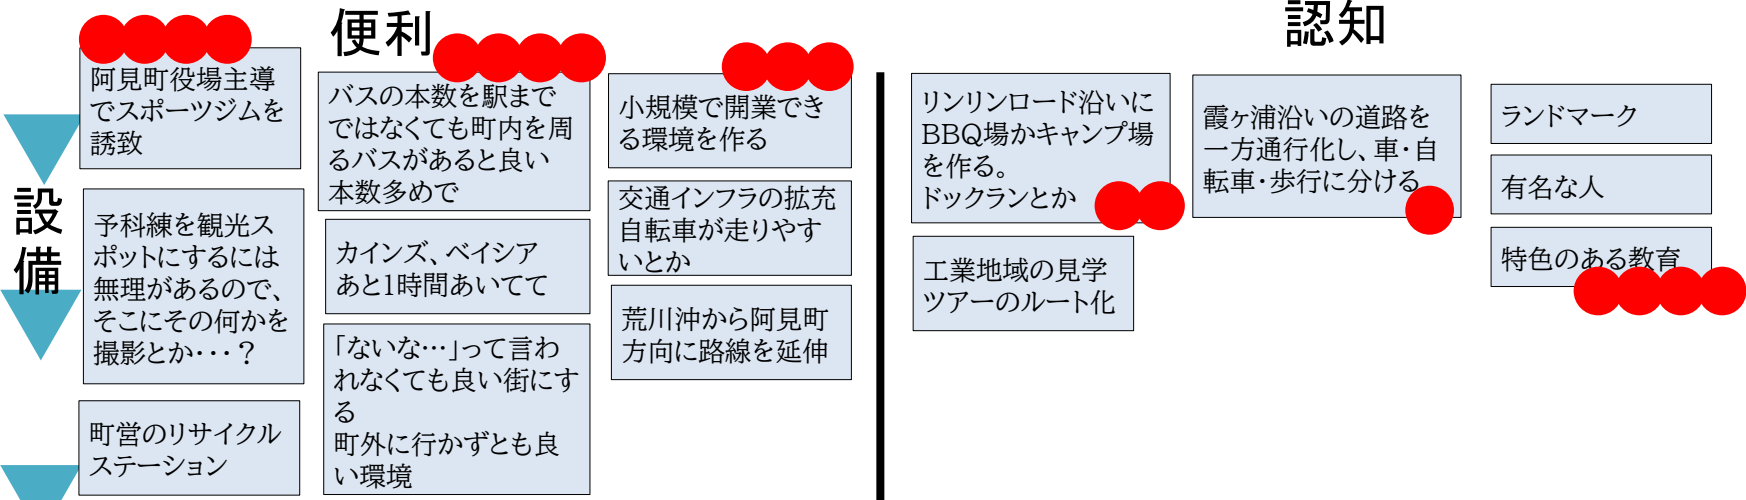 便利
認知
設備
阿見町役場主導
でスポーツジムを
誘致
予科練を観光ス
ポットにするには
無理があるので、
そこにその何かを
撮影とか・・・？
町営のリサイクル
ステーション
バスの本数を駅まで
ではなくても町内を周
るバスがあると良い
本数多めで
カインズ、ベイシア
あと1時間あいてて
「ないな…」って言わ
れなくても良い街にす
る
町外に行かずとも良
い環境
小規模で開業でき
る環境を作る
交通インフラの拡充
自転車が走りやす
いとか
荒川沖から阿見町
方向に路線を延伸
リンリンロード沿いに
BBQ場かキャンプ場
を作る。
ドックランとか
工業地域の見学
ツアーのルート化
霞ヶ浦沿いの道路を
一方通行化し、車・自
転車・歩行に分ける
ランドマーク
有名な人
特色のある教育